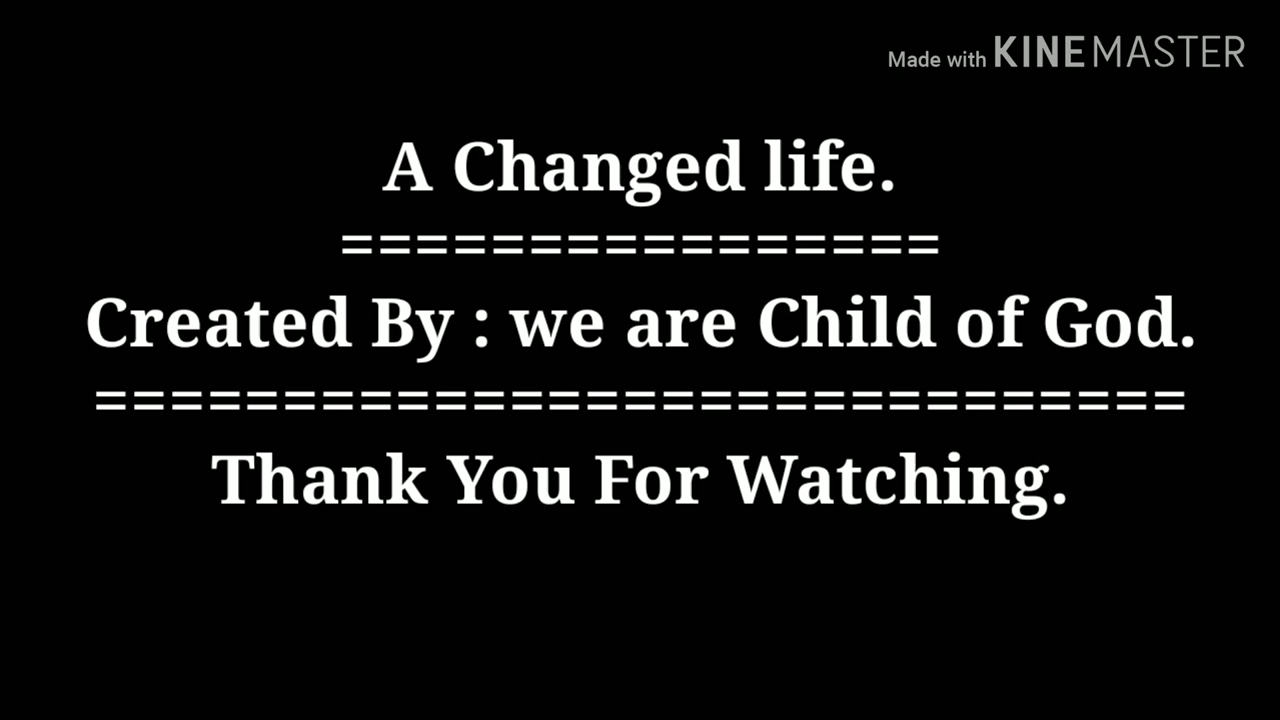 Made with KINEMASTER
A Changed life.
================
Created By : we are Child of God.
=============================
Thank You For Watching.